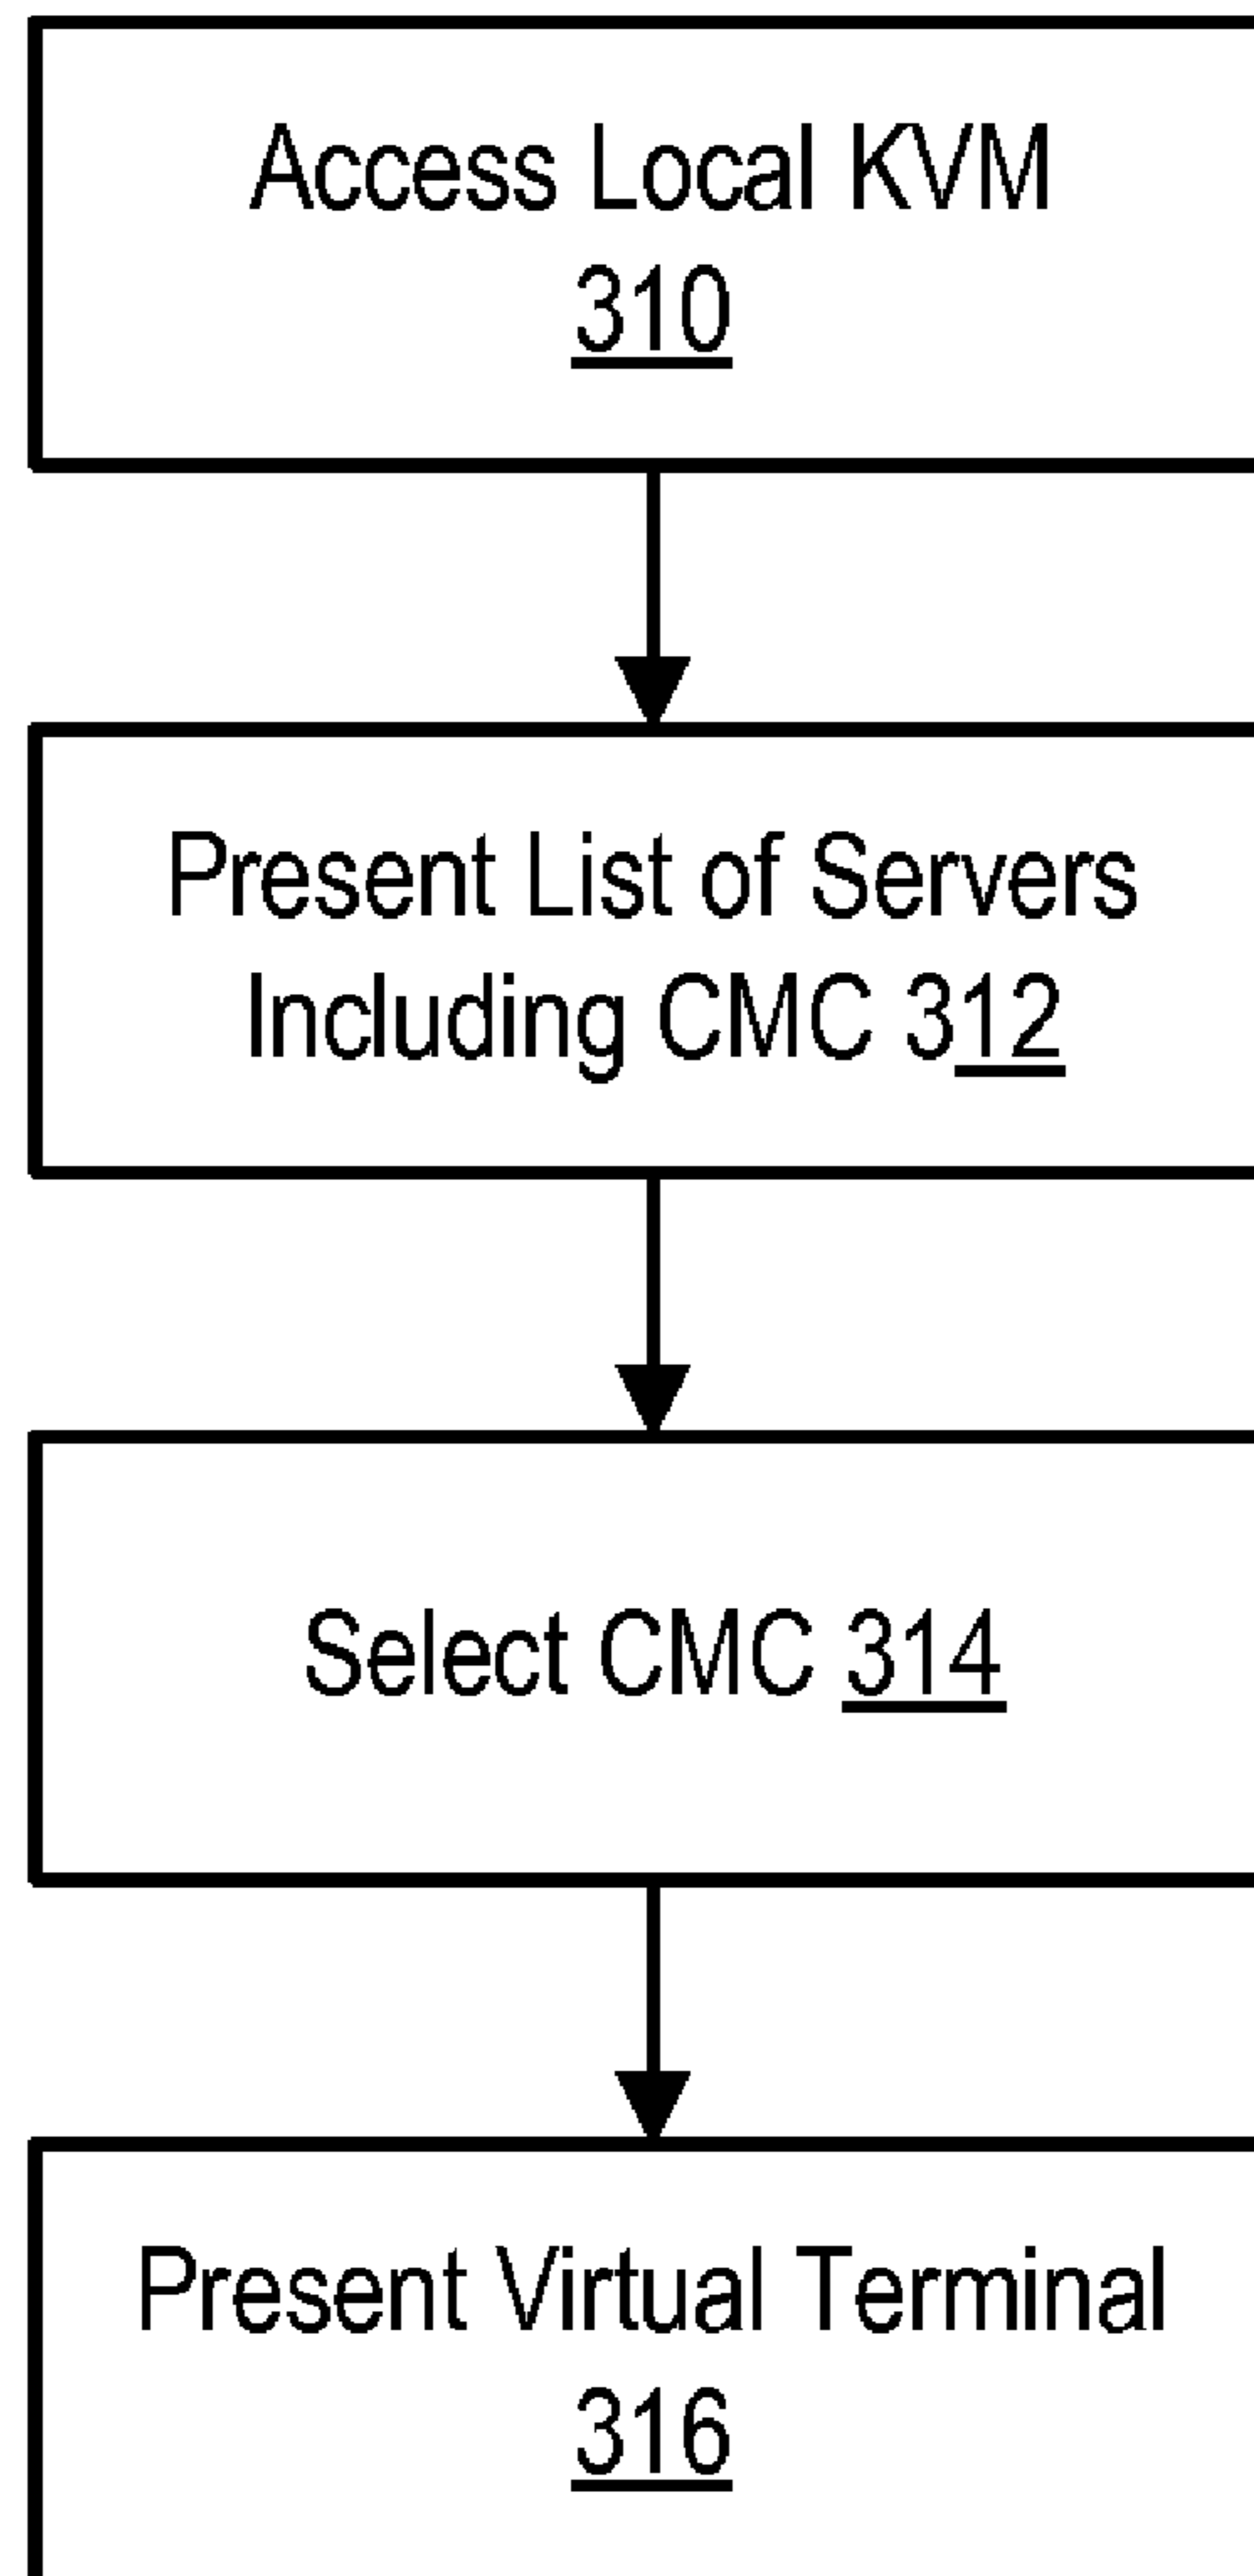 Access Local KVM
310
Present List of Servers
Including CMC 312
Select CMC 314
Present Virtual Terminal
316